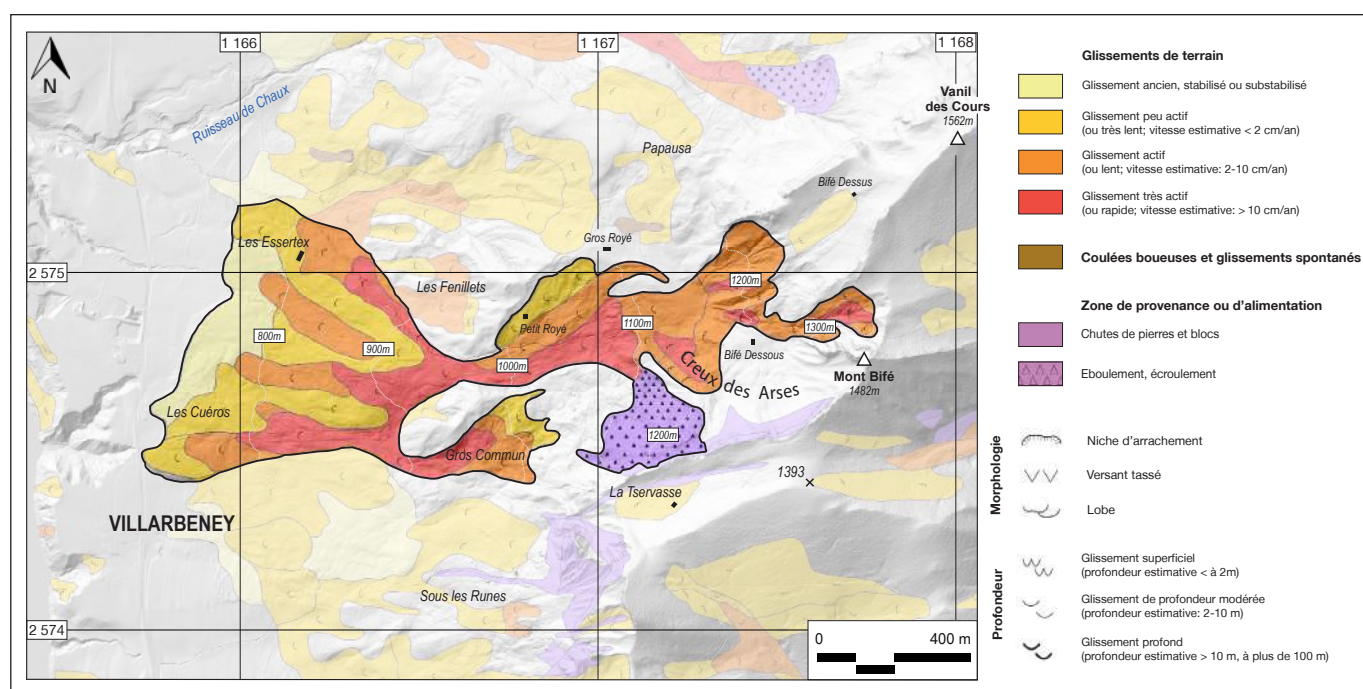 1 166
1 167
1 168
N
Ruisseau de Chaux
Vanil
des Cours
1562m
Papausa
Bifé Dessus
Les Essertex
Gros Royé
2 575
Les Fenillets
1200m
Petit Royé
1100m
1300m
800m
900m
1000m
Bifé Dessous
Creux des Arses
Mont Bifé
1482m
Les Cuéros
1200m
Gros Commun
1393
La Tservasse
VILLARBENEY
Sous les Runes
2 574
0 400 m
Glissements de terrain
Glissement ancien, stabilisé ou substabilisé
Glissement peu actif
(ou très lent; vitesse estimative < 2 cm/an)
Glissement actif
(ou lent; vitesse estimative: 2-10 cm/an)
Glissement très actif
(ou rapide; vitesse estimative: > 10 cm/an)
Coulées boueuses et glissements spontanés
Zone de provenance ou d'alimentation
Chutes de pierres et blocs
Eboulement, écroulement
Morphologie
Niche d'arrachement
Versant tassé
Lobe
Profondeur
Glissement superficiel
(profondeur estimative < à 2m)
Glissement de profondeur modérée
(profondeur estimative: 2-10 m)
Glissement profond
(profondeur estimative > 10 m, à plus de 100 m)